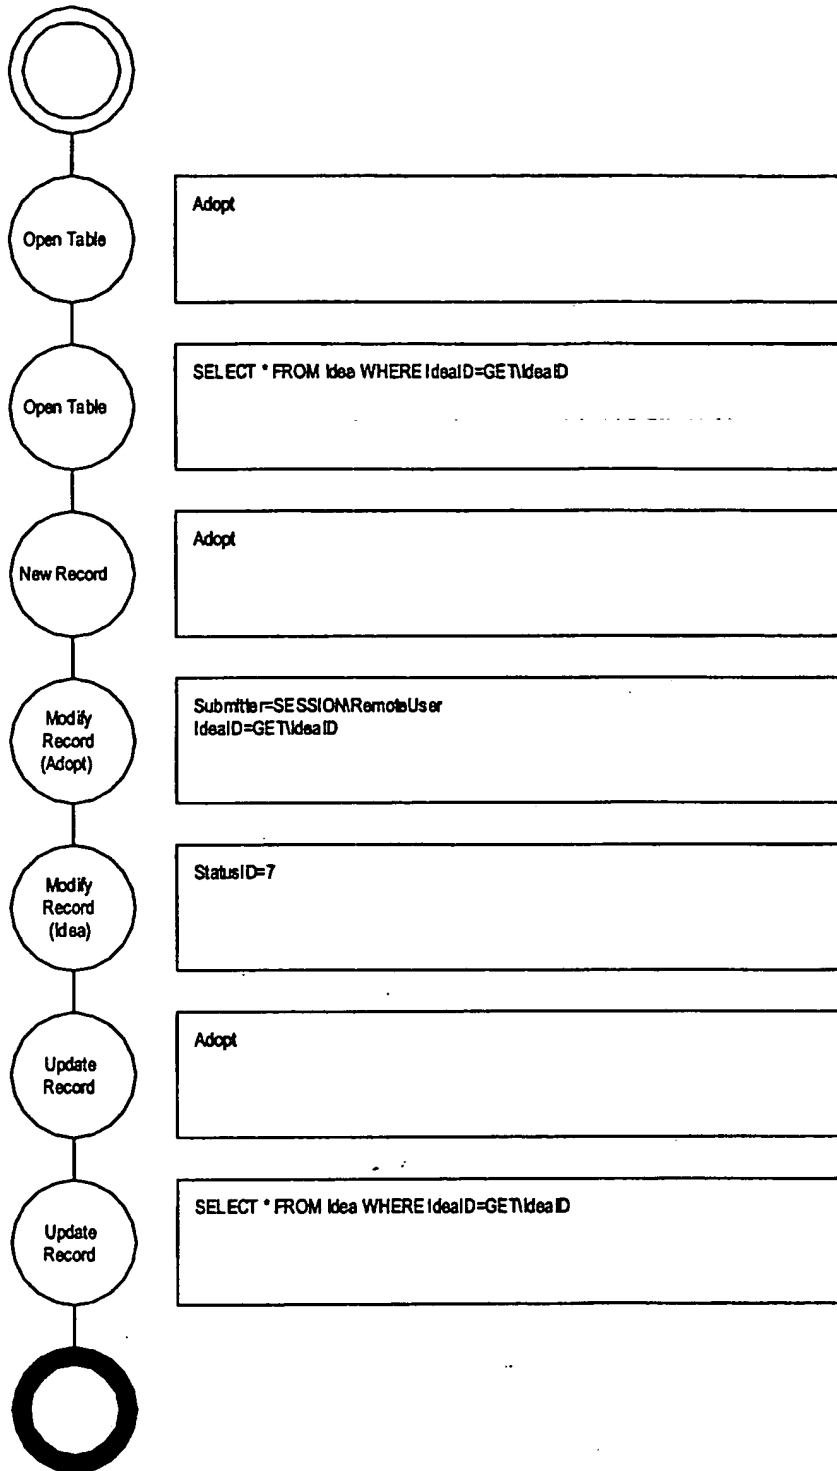 Open Table
Adopt
Open Table
SELECT * FROM Idea WHERE IdeaID=GET\IdeaID
New Record
Adopt
Modify
Record
(Adopt)
Submitter=SESSION\RemoteUser
IdeaID=GET\IdeaID
Modify
Record
(Idea)
StatusID=7
Update
Record
Adopt
Update
Record
SELECT * FROM Idea WHERE IdeaID=GET\IdeaID